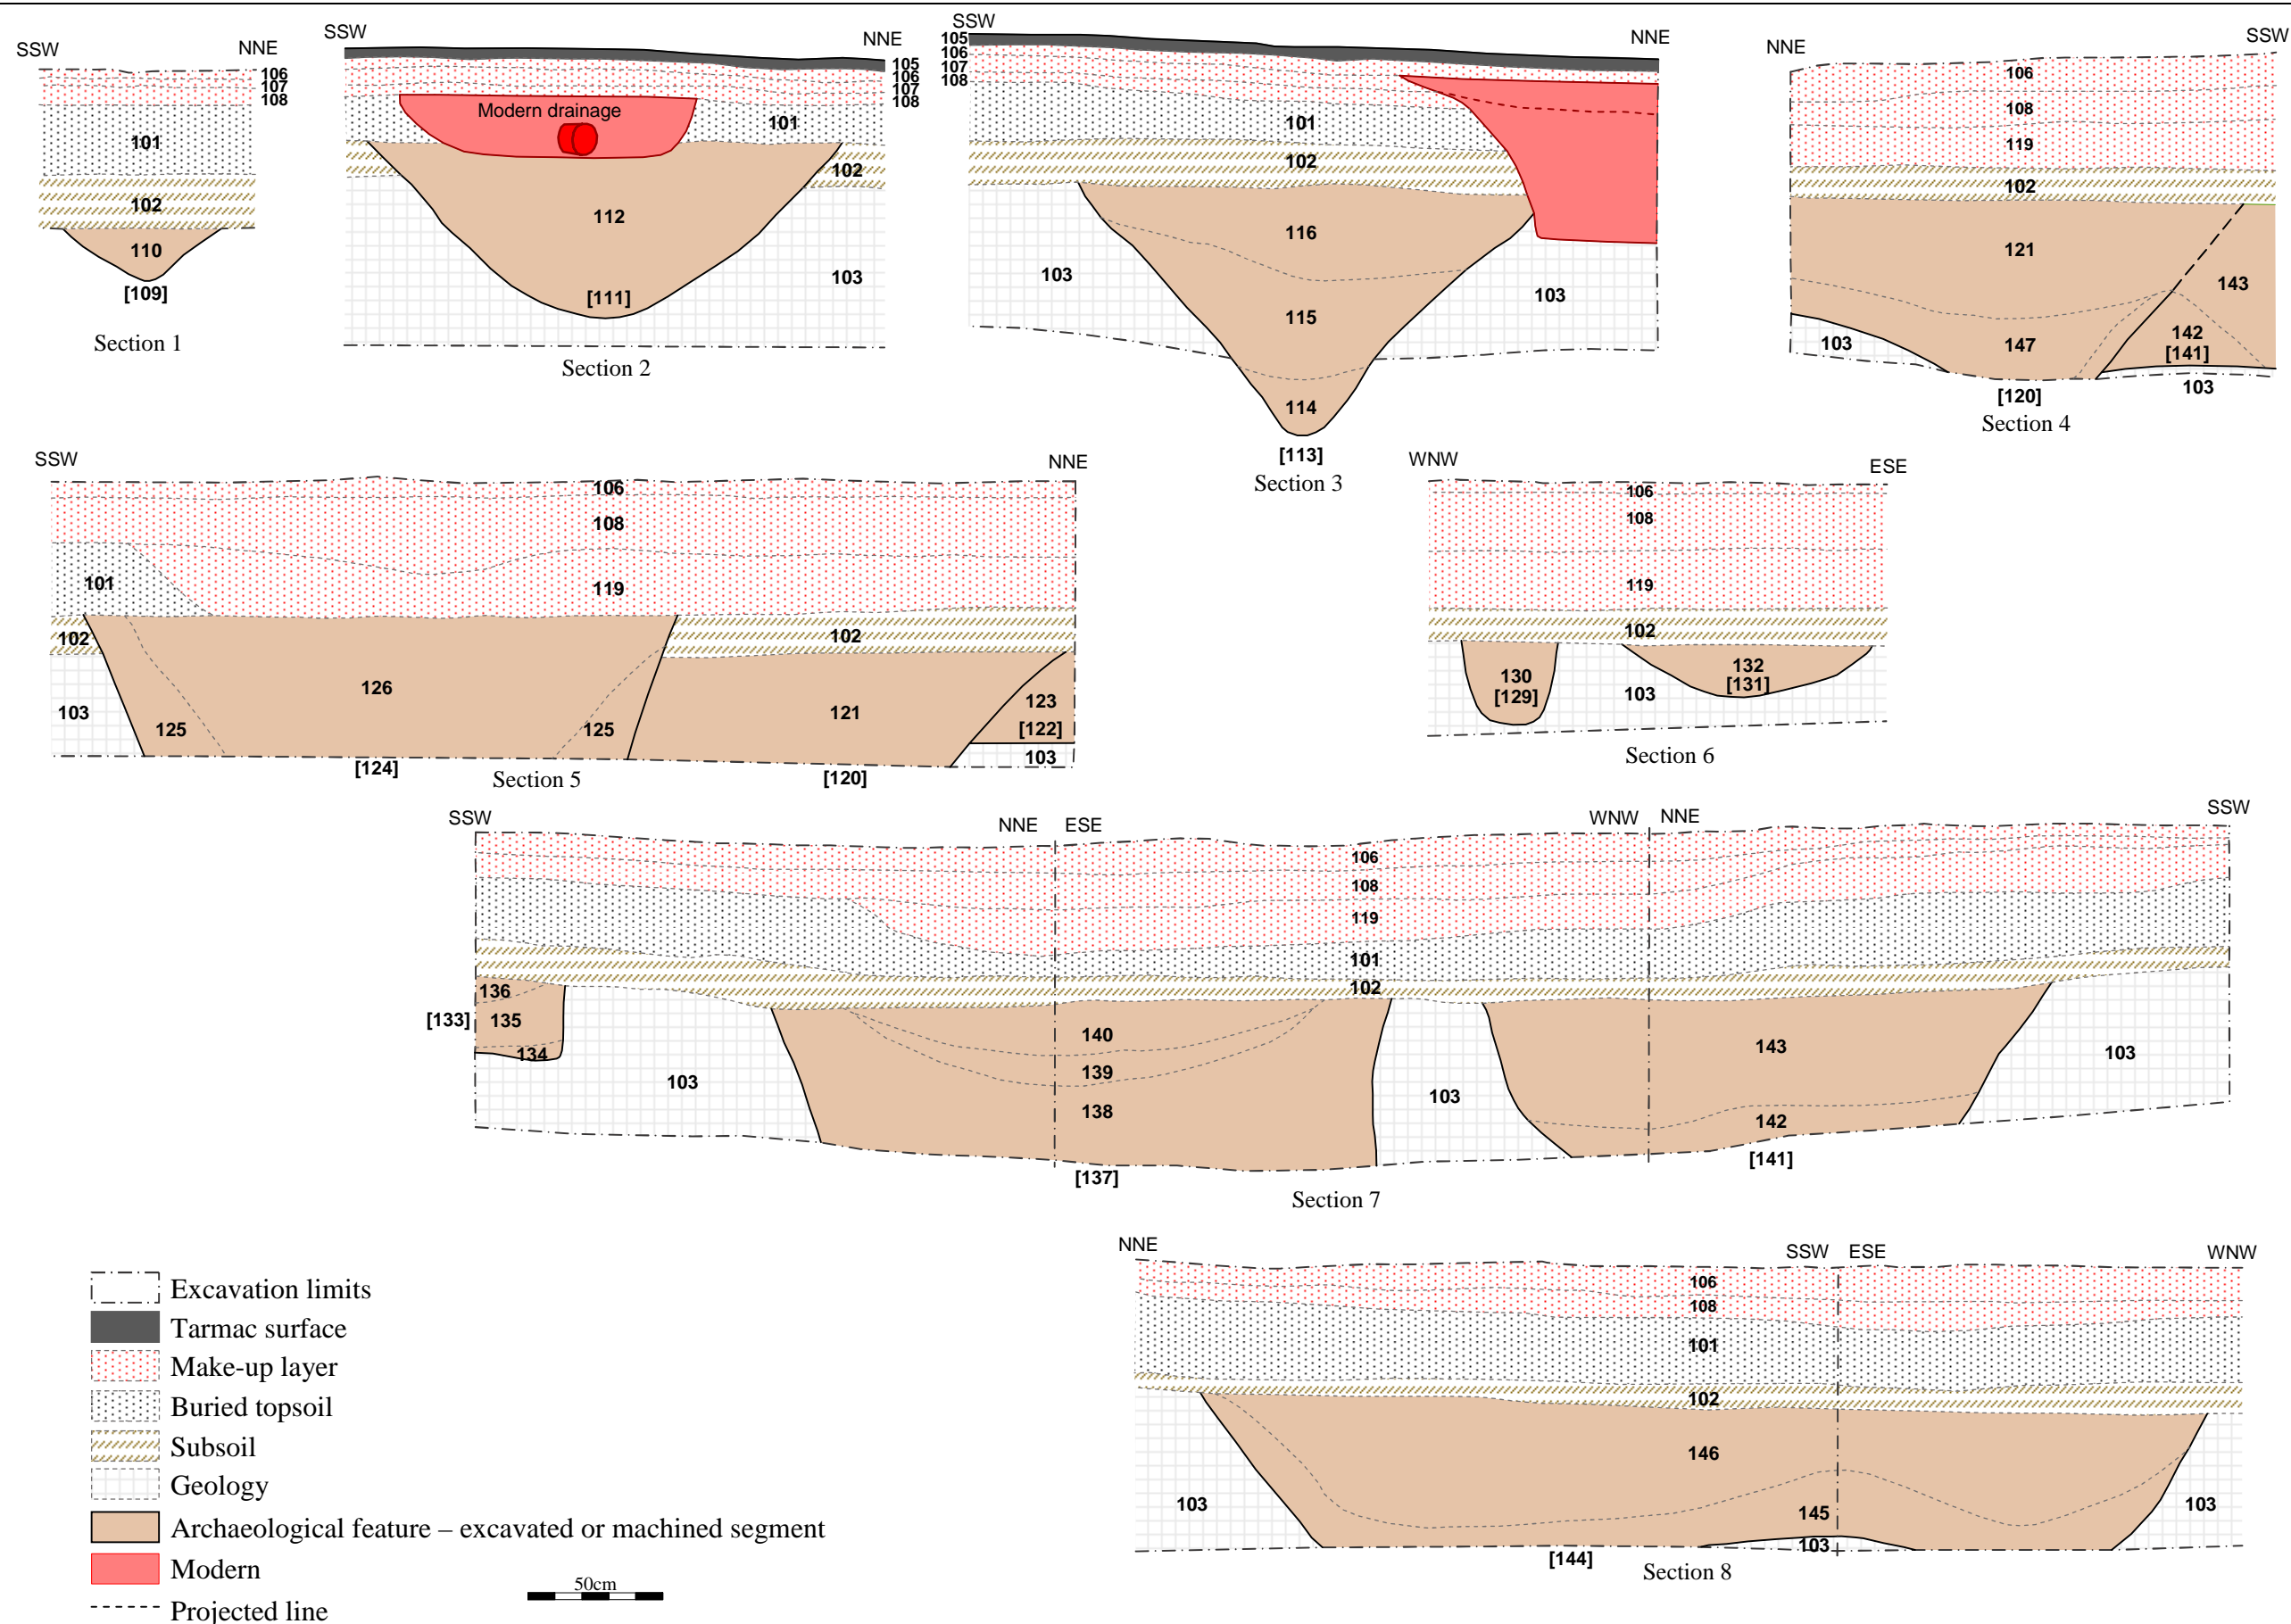 SSW NNE
106
107
108
101
102
110
[109]
Section 1
SSW NNE
105
106
107
108
Modern drainage
101
102
112
103
[111]
Section 2
SSW NNE
105
106
107
108
101
102
116
103 103
115
114
[113]
Section 3
NNE SSW
106
108
119
102
121
143
142
103 147
[141]
103
[120]
Section 4
SSW NNE
106
108
101
119
102 102
126
123
103 121
125 125 [122]
103
[124] [120]
Section 5
WNW ESE
106
108
119
102
130 132
[129] 103 [131]
Section 6
SSW NNE ESE WNW NNE SSW
106
108
119
101
102
136
[133] 135
134
140
139
138
103 103 103
143
142
[137] [141]
Section 7
NNE SSW ESE WNW
106
108
101
102
146
103 145 103
103
[144]
Section 8
Excavation limits
Tarmac surface
Make-up layer
Buried topsoil
Subsoil
Geology
Archaeological feature – excavated or machined segment
Modern
Projected line
50cm